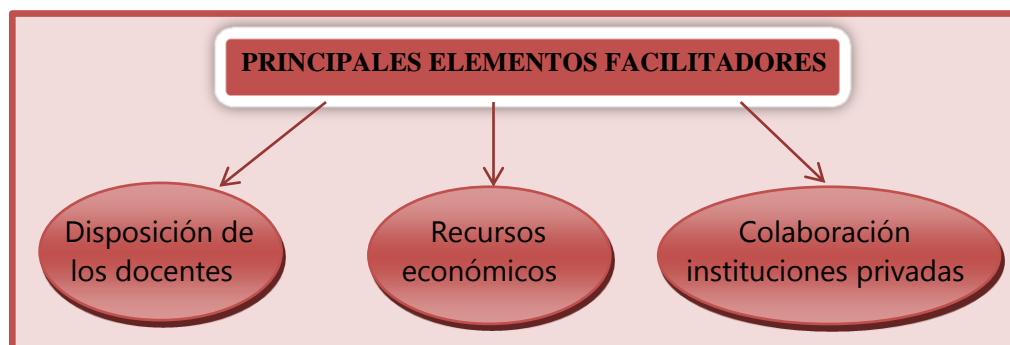 PRINCIPALES ELEMENTOS FACILITADORES
Disposición de
los docentes
Recursos
económicos
Colaboración
instituciones privadas